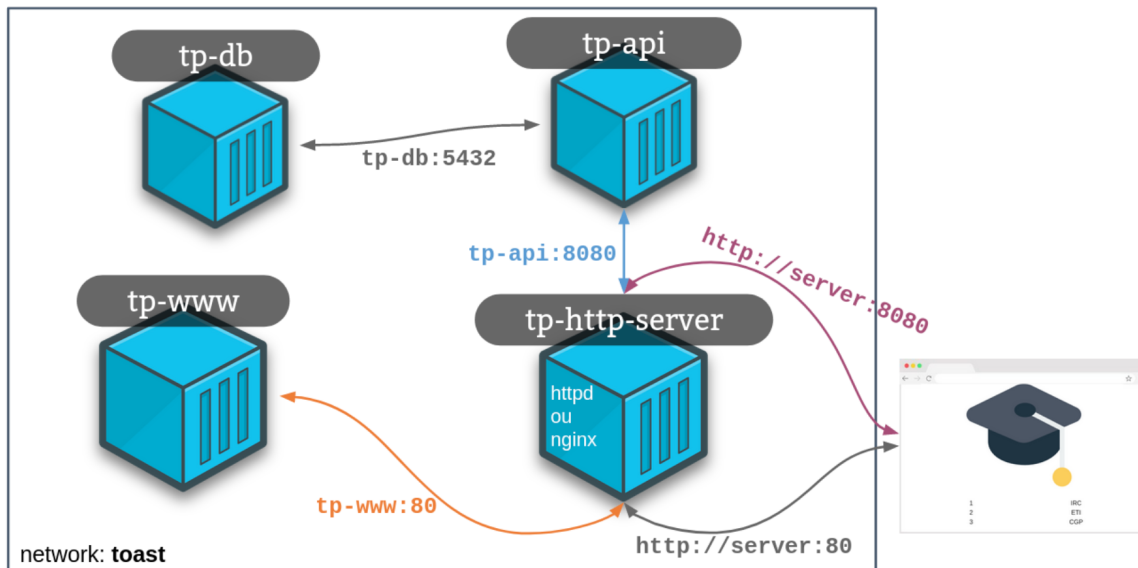 tp-db
tp-api
tp-db:5432
tp-api:8080
http://server:8080
tp-www
tp-http-server
httpd
ou
nginx
tp-www:80
http://server:80
1 IRC
2 ETI
3 CGP
network: toast